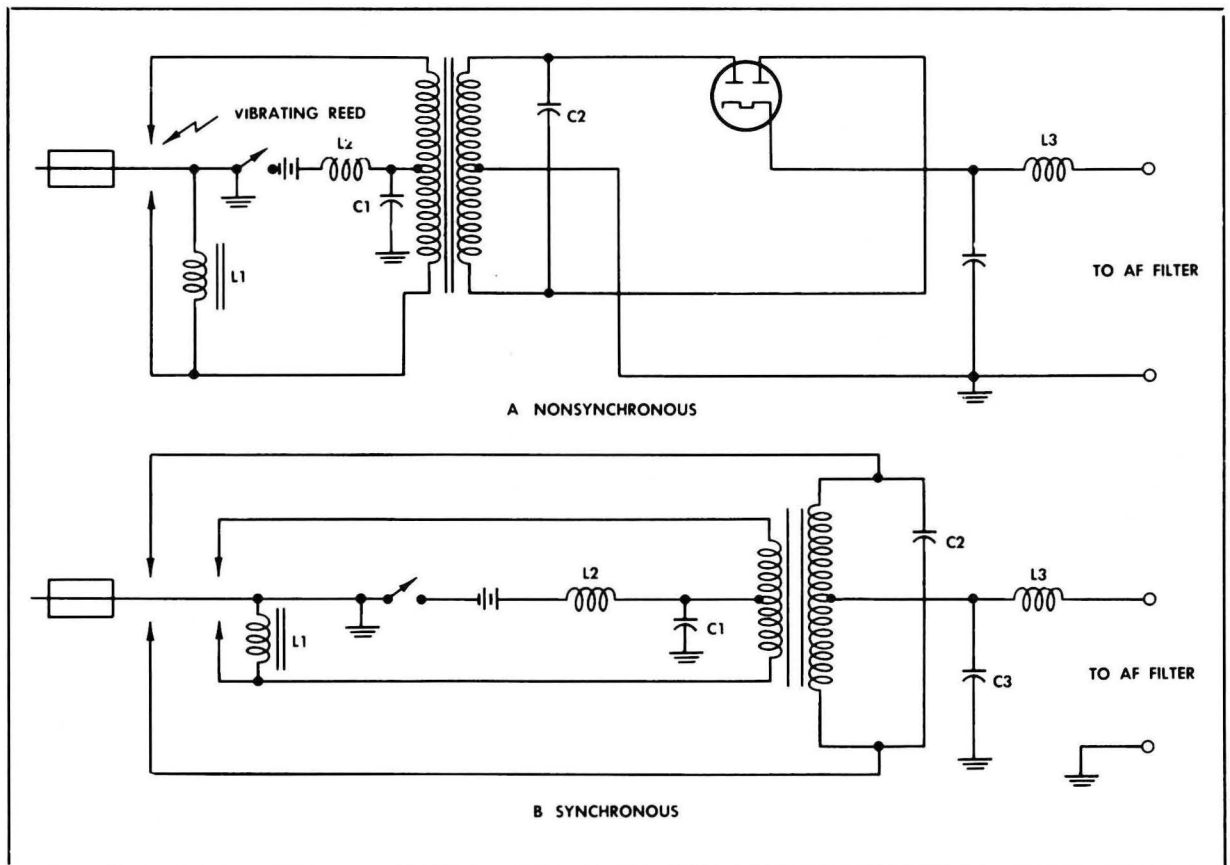 VIBRATING REED
L2
C1
L1
C2
L3
TO AF FILTER
A NONSYNCHRONOUS
L1
L2
C1
C2
L3
C3
TO AF FILTER
B SYNCHRONOUS